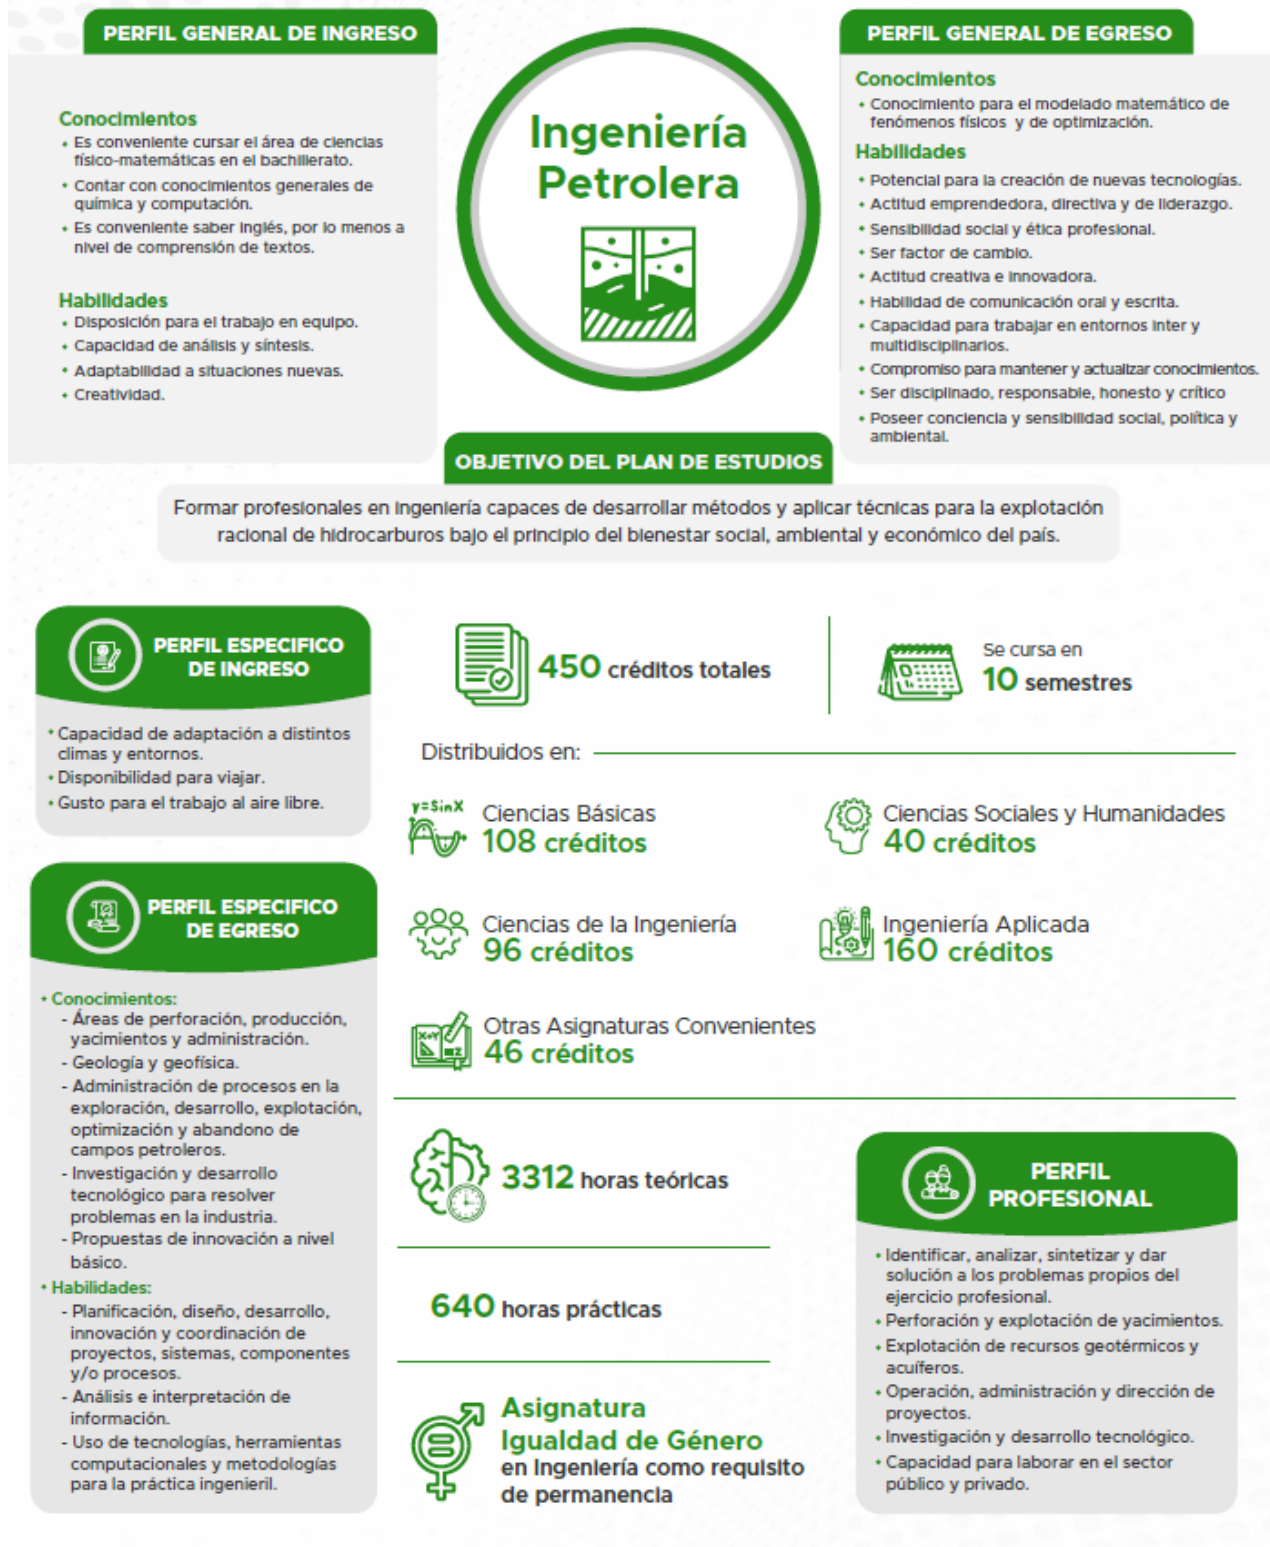 PERFIL GENERAL DE INGRESO
Conocimientos
• Es conveniente cursar el área de ciencias
físico-matemáticas en el bachillerato.
• Contar con conocimientos generales de
química y computación.
• Es conveniente saber inglés, por lo menos a
nivel de comprensión de textos.
Habilidades
• Disposición para el trabajo en equipo.
• Capacidad de análisis y síntesis.
• Adaptabilidad a situaciones nuevas.
• Creatividad.
Ingeniería
Petrolera
PERFIL GENERAL DE EGRESO
Conocimientos
• Conocimiento para el modelado matemático de
fenómenos físicos y de optimización.
Habilidades
• Potencial para la creación de nuevas tecnologías.
• Actitud emprendedora, directiva y de liderazgo.
• Sensibilidad social y ética profesional.
• Ser factor de cambio.
• Actitud creativa e innovadora.
• Habilidad de comunicación oral y escrita.
• Capacidad para trabajar en entornos inter y
multidisciplinarios.
• Compromiso para mantener y actualizar conocimientos.
• Ser disciplinado, responsable, honesto y crítico
• Poseer conciencia y sensibilidad social, política y
ambiental.
OBJETIVO DEL PLAN DE ESTUDIOS
Formar profesionales en ingeniería capaces de desarrollar métodos y aplicar técnicas para la explotación
racional de hidrocarburos bajo el principio del bienestar social, ambiental y económico del país.
PERFIL ESPECIFICO
DE INGRESO
• Capacidad de adaptación a distintos
climas y entornos.
• Disponibilidad para viajar.
• Gusto para el trabajo al aire libre.
PERFIL ESPECIFICO
DE EGRESO
• Conocimientos:
- Áreas de perforación, producción,
yacimientos y administración.
- Geología y geofísica.
- Administración de procesos en la
exploración, desarrollo, explotación,
optimización y abandono de
campos petroleros.
- Investigación y desarrollo
tecnológico para resolver
problemas en la industria.
- Propuestas de innovación a nivel
básico.
• Habilidades:
- Planificación, diseño, desarrollo,
innovación y coordinación de
proyectos, sistemas, componentes
y/o procesos.
- Análisis e interpretación de
información.
- Uso de tecnologías, herramientas
computacionales y metodologías
para la práctica ingenieril.
450 créditos totales
Se cursa en
10 semestres
Distribuidos en:
y=SinX
Ciencias Básicas
108 créditos
Ciencias Sociales y Humanidades
40 créditos
Ciencias de la Ingeniería
96 créditos
Ingeniería Aplicada
160 créditos
X+Y
Otras Asignaturas Convenientes
46 créditos
3312 horas teóricas
640 horas prácticas
Asignatura
Igualdad de Género
en Ingeniería como requisito
de permanencia
PERFIL
PROFESIONAL
• Identificar, analizar, sintetizar y dar
solución a los problemas propios del
ejercicio profesional.
• Perforación y explotación de yacimientos.
• Explotación de recursos geotérmicos y
acuíferos.
• Operación, administración y dirección de
proyectos.
• Investigación y desarrollo tecnológico.
• Capacidad para laborar en el sector
público y privado.